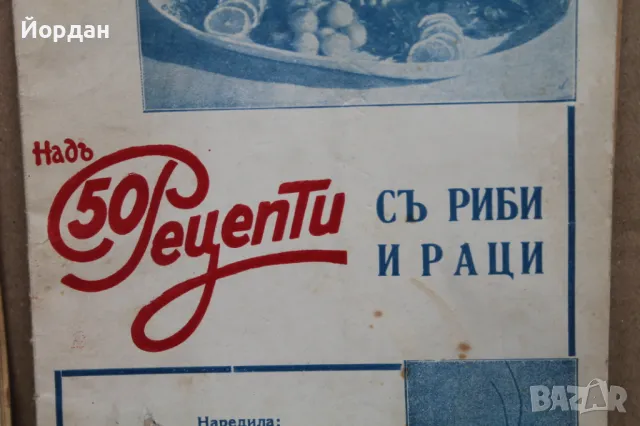 Йордан
Надъ
50 Рецепти
СЪ РИБИ
И РАЦИ
Наредила:
BAZAR